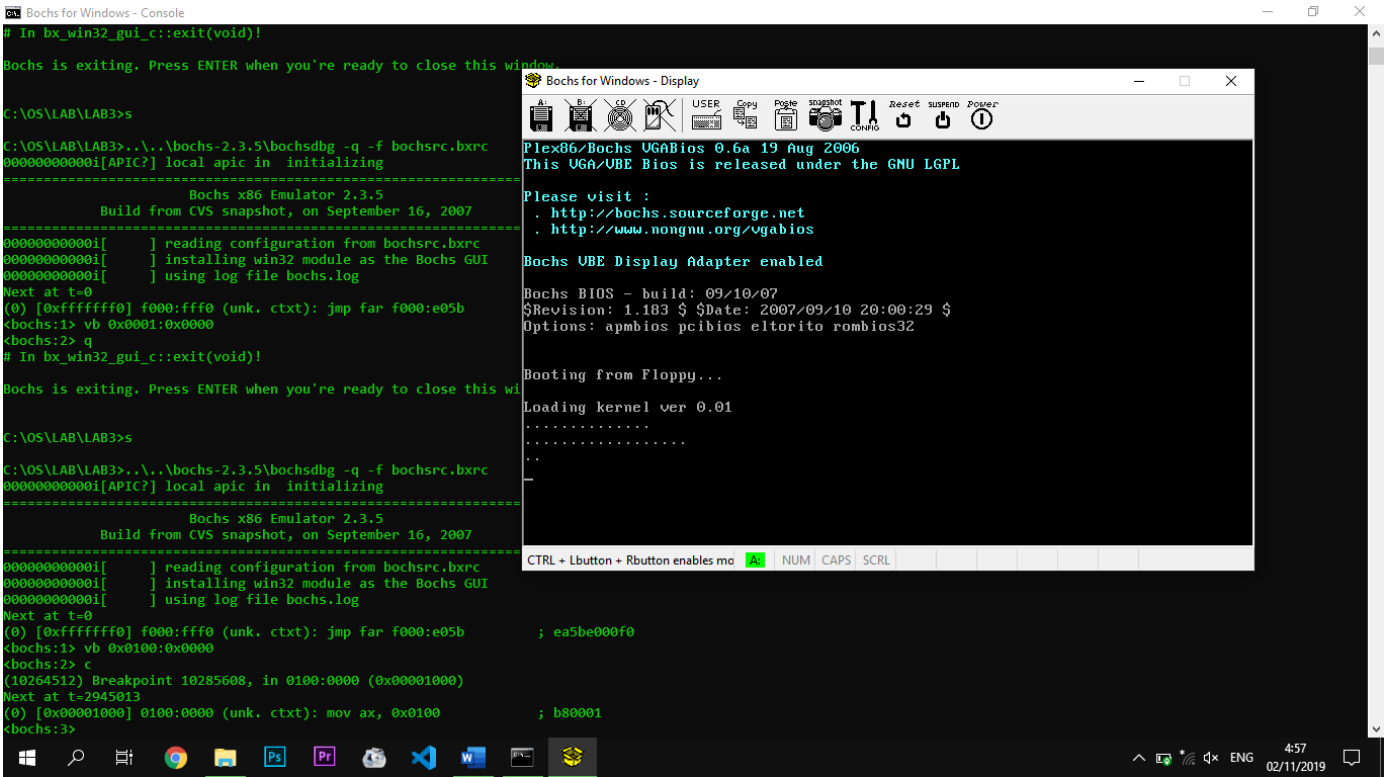 Bochs for Windows - Console
# In bx_win32_gui_c::exit(void)!
Bochs is exiting. Press ENTER when you're ready to close this window.
C:\OS\LAB\LAB3>s
C:\OS\LAB\LAB3>..\..\bochs-2.3.5\bochsdbg -q -f bochsrc.bxrc
00000000000i[APIC?] local apic in  initializing
========================================================================
Bochs x86 Emulator 2.3.5
Build from CVS snapshot, on September 16, 2007
========================================================================
00000000000i[     ] reading configuration from bochsrc.bxrc
00000000000i[     ] installing win32 module as the Bochs GUI
00000000000i[     ] using log file bochs.log
Next at t=0
(0) [0xfffffff0] f000:fff0 (unk. ctxt): jmp far f000:e05b
<bochs:1> vb 0x0001:0x0000
<bochs:2> q
# In bx_win32_gui_c::exit(void)!
Bochs is exiting. Press ENTER when you're ready to close this wi
C:\OS\LAB\LAB3>s
C:\OS\LAB\LAB3>..\..\bochs-2.3.5\bochsdbg -q -f bochsrc.bxrc
00000000000i[APIC?] local apic in  initializing
========================================================================
Bochs x86 Emulator 2.3.5
Build from CVS snapshot, on September 16, 2007
========================================================================
00000000000i[     ] reading configuration from bochsrc.bxrc
00000000000i[     ] installing win32 module as the Bochs GUI
00000000000i[     ] using log file bochs.log
Next at t=0
(0) [0xfffffff0] f000:fff0 (unk. ctxt): jmp far f000:e05b          ; ea5be000f0
<bochs:1> vb 0x0100:0x0000
<bochs:2> c
(10264512) Breakpoint 10285608, in 0100:0000 (0x00001000)
Next at t=2945013
(0) [0x00001000] 0100:0000 (unk. ctxt): mov ax, 0x0100            ; b80001
<bochs:3>
Bochs for Windows - Display
A: B: CD USER Copy Paste snapshot CONFIG Reset SUSPEND Power
Plex86/Bochs VGABios 0.6a 19 Aug 2006
This VGA/VBE Bios is released under the GNU LGPL
Please visit :
. http://bochs.sourceforge.net
. http://www.nongnu.org/vgabios
Bochs VBE Display Adapter enabled
Bochs BIOS - build: 09/10/07
$Revision: 1.183 $ $Date: 2007/09/10 20:00:29 $
Options: apmbios pcibios eltorito rombios32
Booting from Floppy...
Loading kernel ver 0.01
..............
..................
..
_
CTRL + Lbutton + Rbutton enables mo A: NUM CAPS SCRL
Ps Pr ENG
4:57
02/11/2019